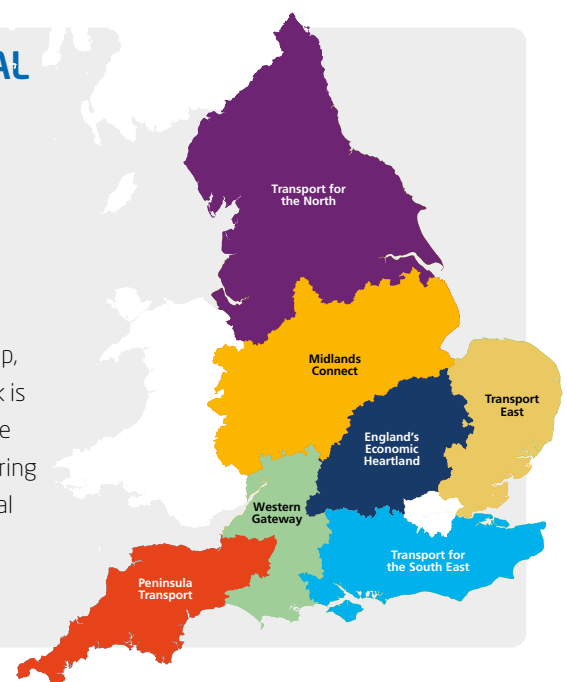 AL
p,
k is
e
ring
al
Transport for
the North
Midlands
Connect
Transport
East
England's
Economic
Heartland
Western
Gateway
Transport for
the South East
Peninsula
Transport